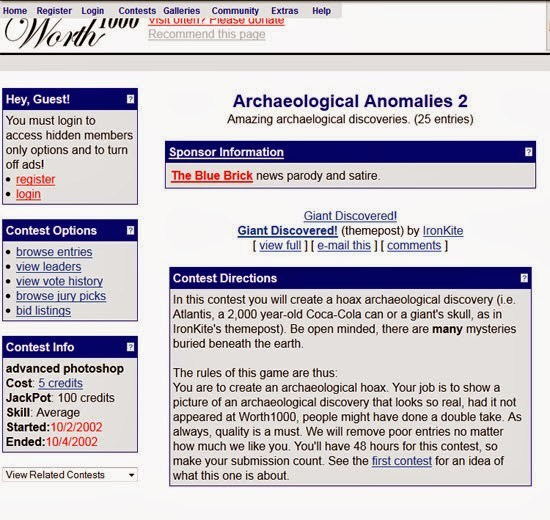 Home Register Login Contests Galleries Community Extras Help
Worth1000
Visit often? Please donate
Recommend this page
Hey, Guest! ?
You must login to
access hidden members
only options and to turn
off ads!
• register
• login
Contest Options ?
• browse entries
• view leaders
• view vote history
• browse jury picks
• bid listings
Contest Info ?
advanced photoshop
Cost: 5 credits
JackPot: 100 credits
Skill: Average
Started:10/2/2002
Ended:10/4/2002
View Related Contests
Archaeological Anomalies 2
Amazing archaeological discoveries. (25 entries)
Sponsor Information ?
The Blue Brick news parody and satire.
Giant Discovered!
Giant Discovered! (themepost) by IronKite
[ view full ] [ e-mail this ] [ comments ]
Contest Directions ?
In this contest you will create a hoax archaeological discovery (i.e.
Atlantis, a 2,000 year-old Coca-Cola can or a giant's skull, as in
IronKite's themepost). Be open minded, there are many mysteries
buried beneath the earth.
The rules of this game are thus:
You are to create an archaeological hoax. Your job is to show a
picture of an archaeological discovery that looks so real, had it not
appeared at Worth1000, people might have done a double take. As
always, quality is a must. We will remove poor entries no matter
how much we like you. You'll have 48 hours for this contest, so
make your submission count. See the first contest for an idea of
what this one is about.